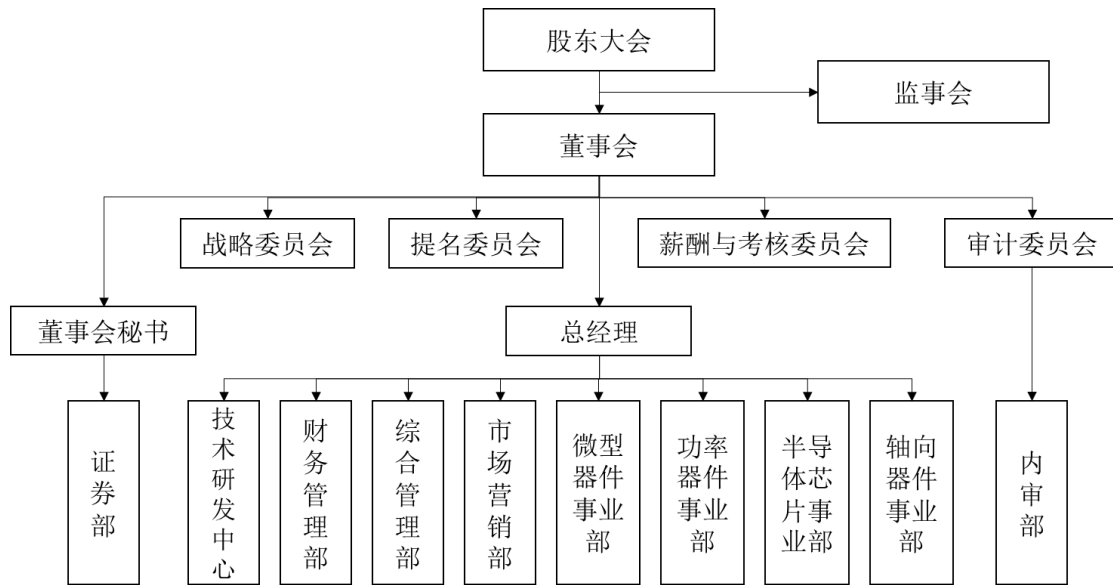 股东大会
监事会
董事会
战略委员会
提名委员会
薪酬与考核委员会
审计委员会
董事会秘书
总经理
证券部
技术研发中心
财务管理部
综合管理部
市场营销部
微型
器件
事业
部
功率
器件
事业
部
半导
体芯
片事
业部
轴向
器件
事业
部
内审部